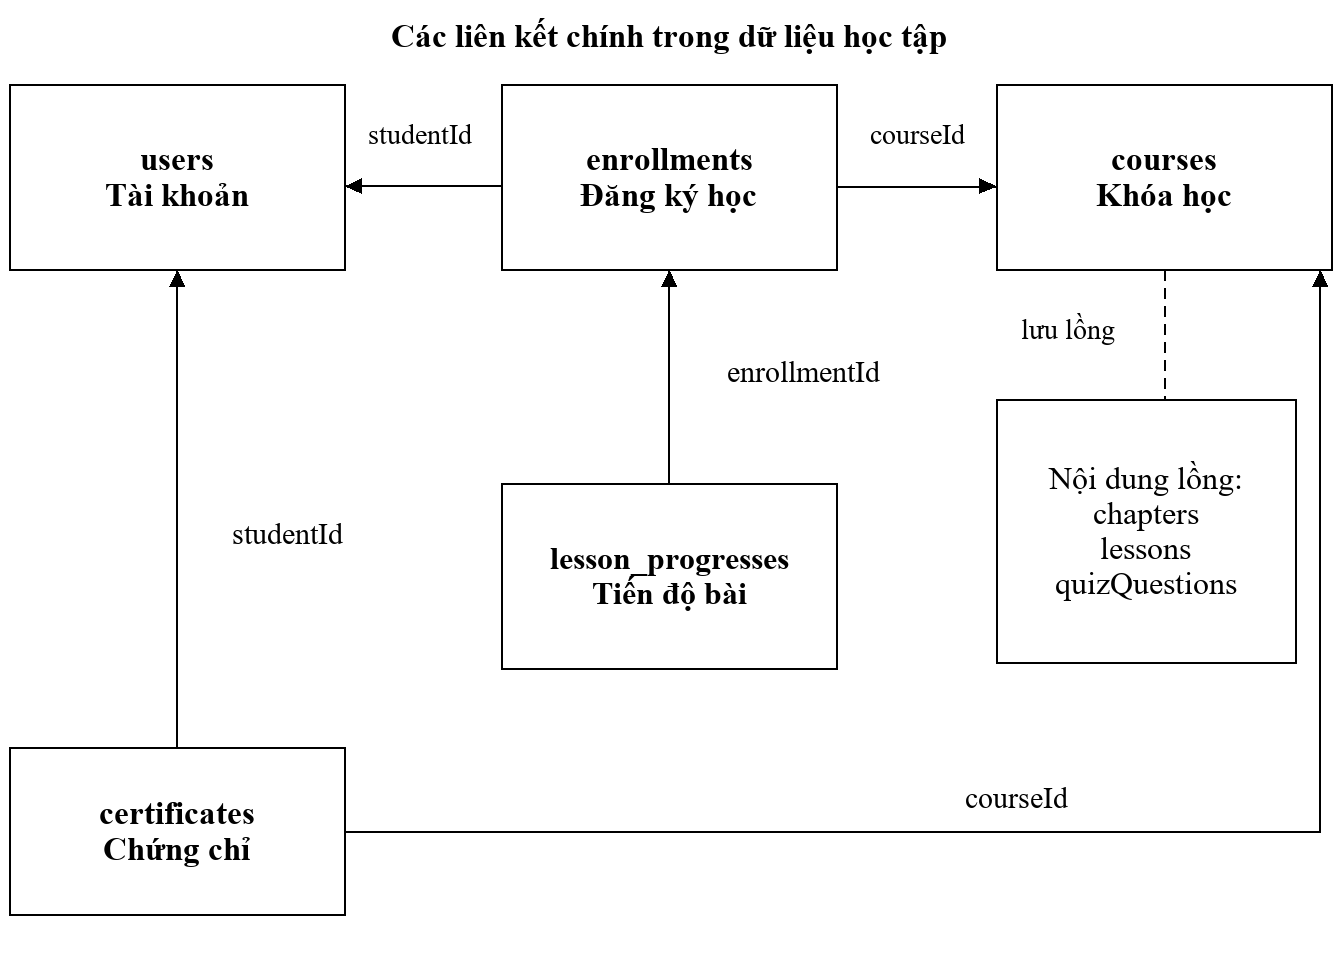 Các liên kết chính trong dữ liệu học tập
users
Tài khoản
studentId
enrollments
Đăng ký học
courseId
courses
Khóa học
lưu lồng
enrollmentId
Nội dung lồng:
chapters
lessons
quizQuestions
studentId
lesson_progresses
Tiến độ bài
certificates
Chứng chỉ
courseId